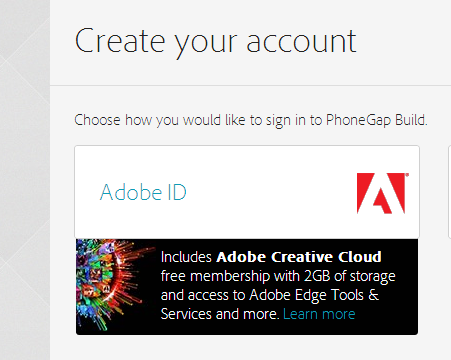 Create your account
Choose how you would like to sign in to PhoneGap Build.
Adobe ID
Includes Adobe Creative Cloud
free membership with 2GB of storage
and access to Adobe Edge Tools &
Services and more. Learn more